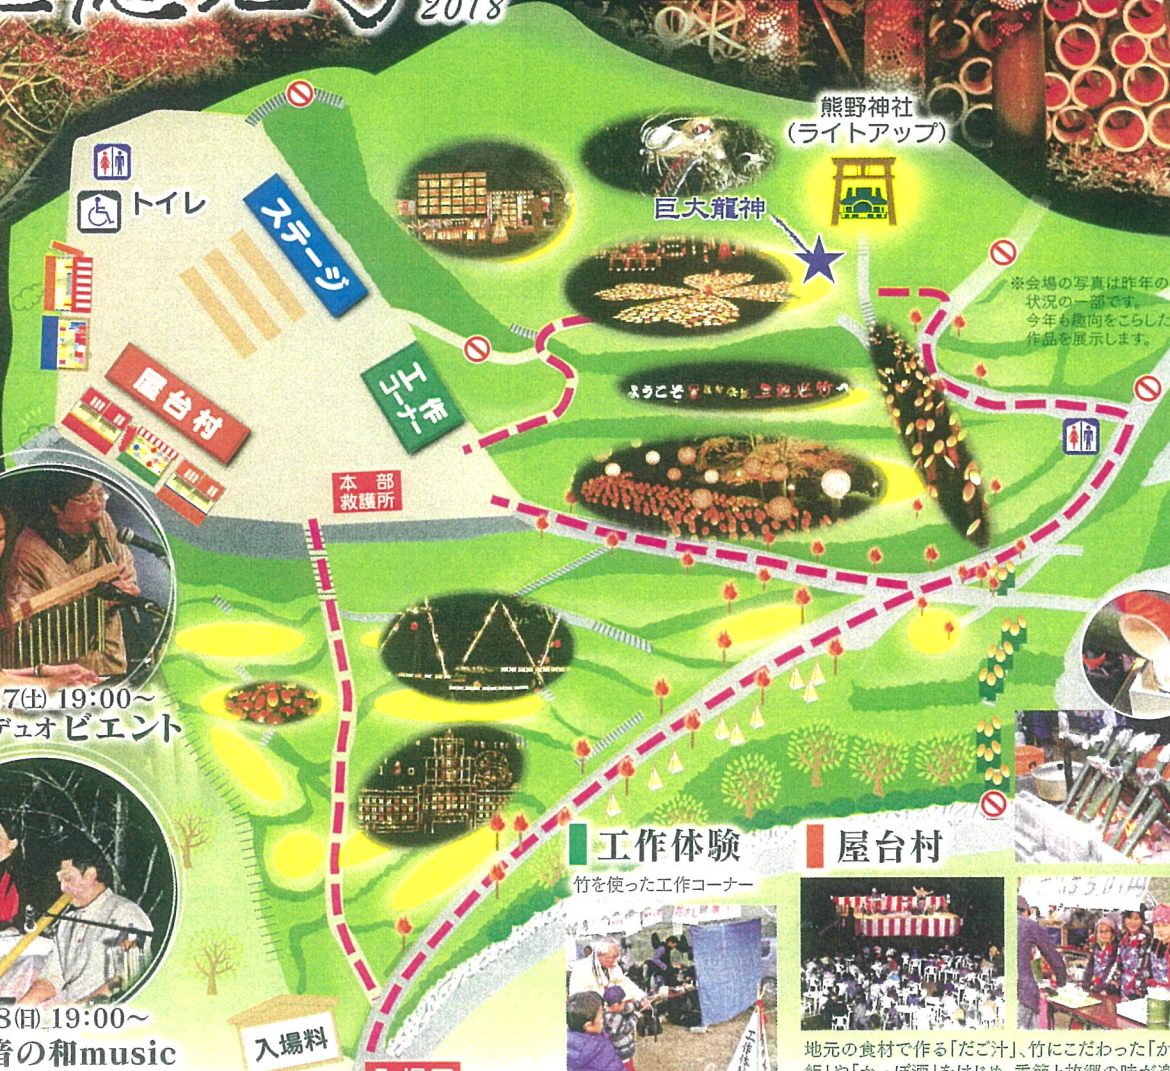 2018
熊野神社
(ライトアップ)
トイレ
巨大龍神
ステージ
※会場の写真は昨年の
状況の一部です。
今年も趣向をこらした
作品を展示します。
工作
コーナー
屋台村
ようこそ
本部
救護所
7(土) 19:00～
デュオ ビエント
工作体験
竹を使った工作コーナー
屋台村
8(日) 19:00～
音の和music
入場料
地元の食材で作る「だご汁」、竹にこだわった「か